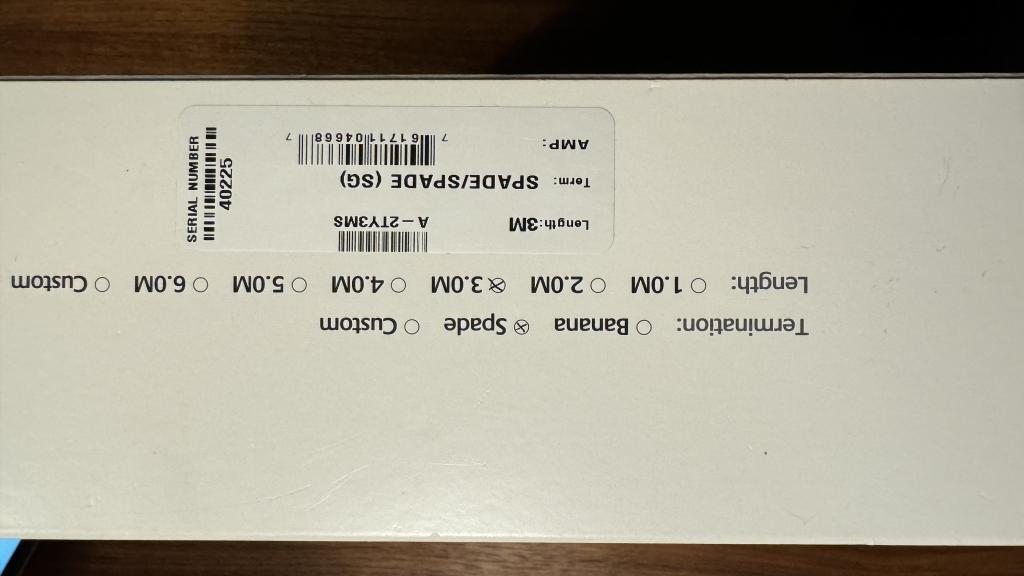 Termination: ○ Banana ⊗ Spade ○ Custom
Length: ○ 1.0M ○ 2.0M ⊗ 3.0M ○ 4.0M ○ 5.0M ○ 6.0M ○ Custom
Length:3M A-2TY3MS
Term: SPADE/SPADE (SG)
AMP: 7 61711 04668 7
SERIAL NUMBER
40225